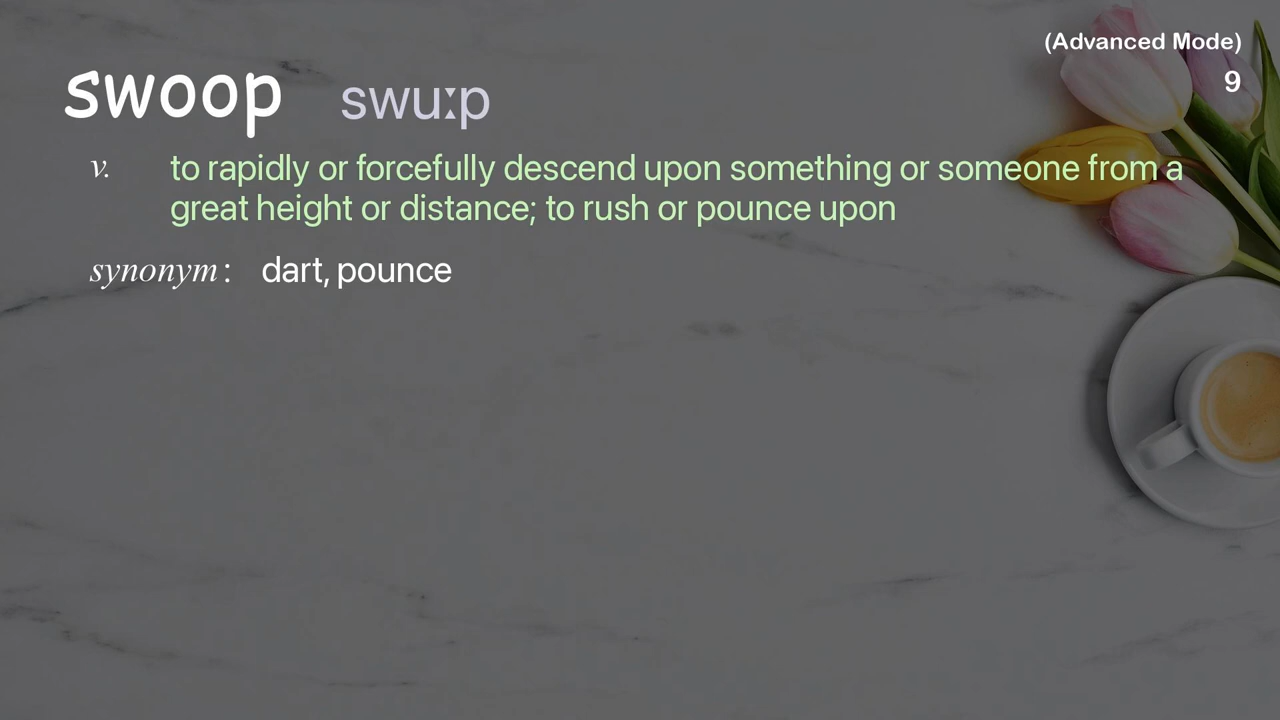 (Advanced Mode)
swoop swuːp
9
v. to rapidly or forcefully descend upon something or someone from a
great height or distance; to rush or pounce upon
synonym : dart, pounce